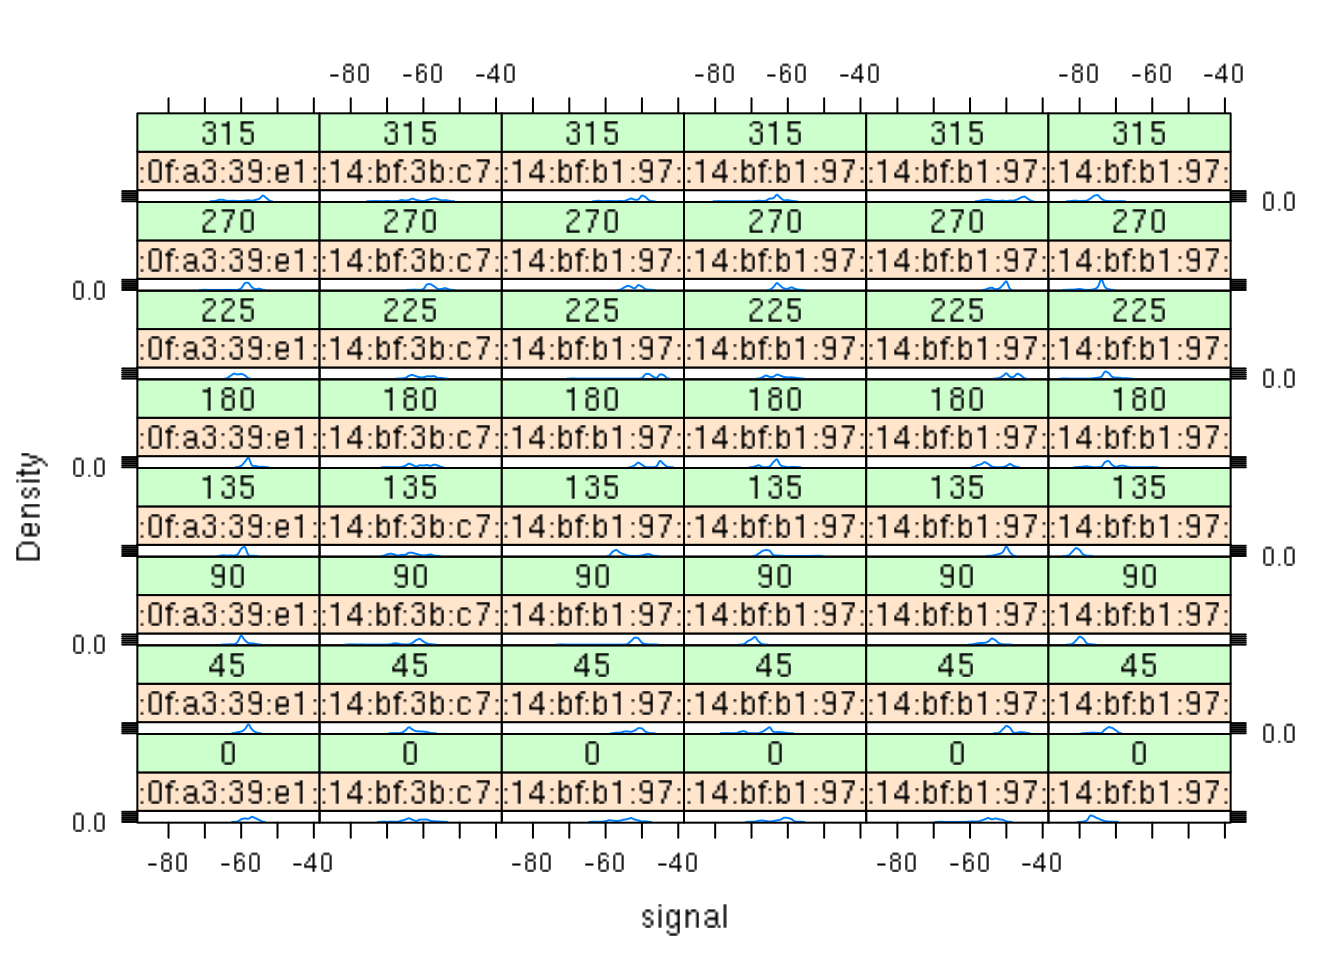 -80 -60 -40 -80 -60 -40 -80 -60 -40
315 315 315 315 315 315
:0f:a3:39:e1: :14:bf:3b:c7: :14:bf:b1:97: :14:bf:b1:97: :14:bf:b1:97: :14:bf:b1:97:
0.0
270 270 270 270 270 270
:0f:a3:39:e1: :14:bf:3b:c7: :14:bf:b1:97: :14:bf:b1:97: :14:bf:b1:97: :14:bf:b1:97:
0.0
225 225 225 225 225 225
:0f:a3:39:e1: :14:bf:3b:c7: :14:bf:b1:97: :14:bf:b1:97: :14:bf:b1:97: :14:bf:b1:97:
0.0
180 180 180 180 180 180
:0f:a3:39:e1: :14:bf:3b:c7: :14:bf:b1:97: :14:bf:b1:97: :14:bf:b1:97: :14:bf:b1:97:
0.0
135 135 135 135 135 135
:0f:a3:39:e1: :14:bf:3b:c7: :14:bf:b1:97: :14:bf:b1:97: :14:bf:b1:97: :14:bf:b1:97:
0.0
90 90 90 90 90 90
:0f:a3:39:e1: :14:bf:3b:c7: :14:bf:b1:97: :14:bf:b1:97: :14:bf:b1:97: :14:bf:b1:97:
0.0
45 45 45 45 45 45
:0f:a3:39:e1: :14:bf:3b:c7: :14:bf:b1:97: :14:bf:b1:97: :14:bf:b1:97: :14:bf:b1:97:
0.0
0 0 0 0 0 0
:0f:a3:39:e1: :14:bf:3b:c7: :14:bf:b1:97: :14:bf:b1:97: :14:bf:b1:97: :14:bf:b1:97:
0.0
-80 -60 -40 -80 -60 -40 -80 -60 -40
signal
Density